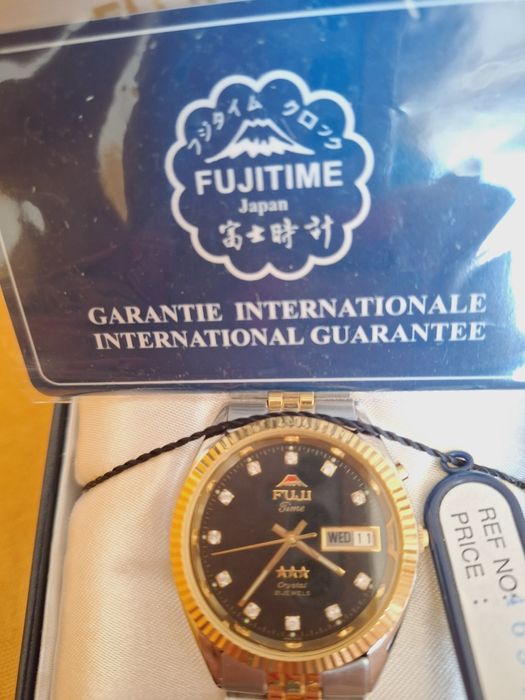 フジタイム クロック
FUJITIME
Japan
富士時計
GARANTIE INTERNATIONALE
INTERNATIONAL GUARANTEE
FUJI
Time
WED 11
Crystal
21 JEWELS
REF NO:
PRICE :